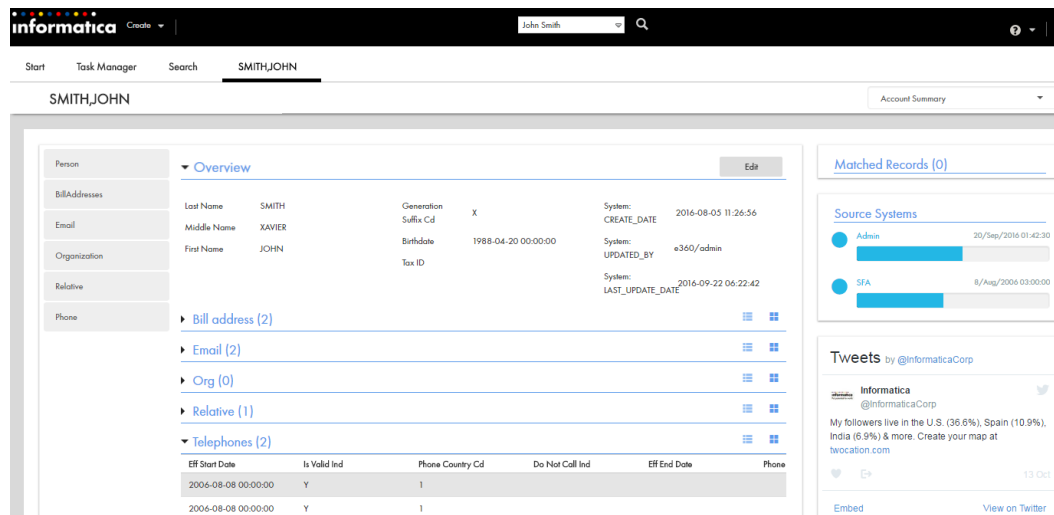 informatica Create John Smith
Start Task Manager Search SMITH,JOHN
SMITH,JOHN Account Summary
Person
BillAddresses
Email
Organization
Relative
Phone
Overview Edit
Last Name SMITH
Middle Name XAVIER
First Name JOHN
Generation
Suffix Cd X
Birthdate 1988-04-20 00:00:00
Tax ID
System:
CREATE_DATE 2016-08-05 11:26:56
System:
UPDATED_BY e360/admin
System:
LAST_UPDATE_DATE 2016-09-22 06:22:42
Bill address (2)
Email (2)
Org (0)
Relative (1)
Telephones (2)
Eff Start Date Is Valid Ind Phone Country Cd Do Not Call Ind Eff End Date Phone
2006-08-08 00:00:00 Y 1
2006-08-08 00:00:00 Y 1
Matched Records (0)
Source Systems
Admin 20/Sep/2016 01:42:30
SFA 8/Aug/2006 03:00:00
Tweets by @InformaticaCorp
Informatica
@InformaticaCorp
My followers live in the U.S. (36.6%), Spain (10.9%),
India (6.9%) & more. Create your map at
twocation.com
13 Oct
Embed View on Twitter